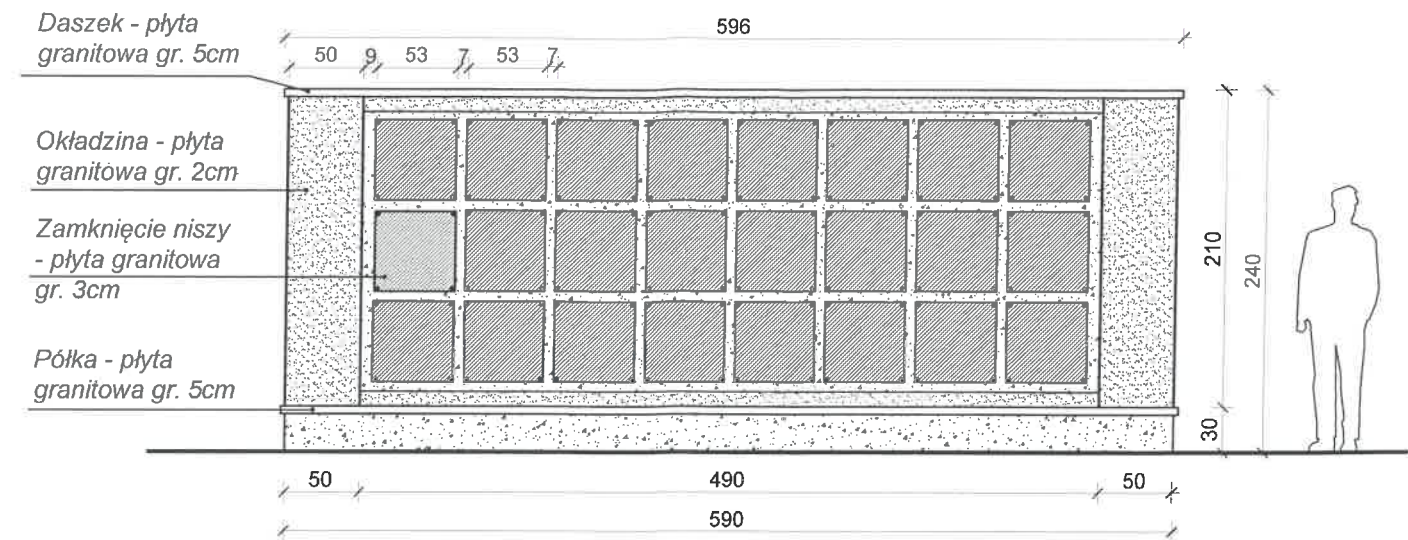 Daszek - płyta
granitowa gr. 5cm
596
50 9 53 7 53 7
Okładzina - płyta
granitowa gr. 2cm
Zamknięcie niszy
- płyta granitowa
gr. 3cm
210
240
Półka - płyta
granitowa gr. 5cm
30
50 490 50
590